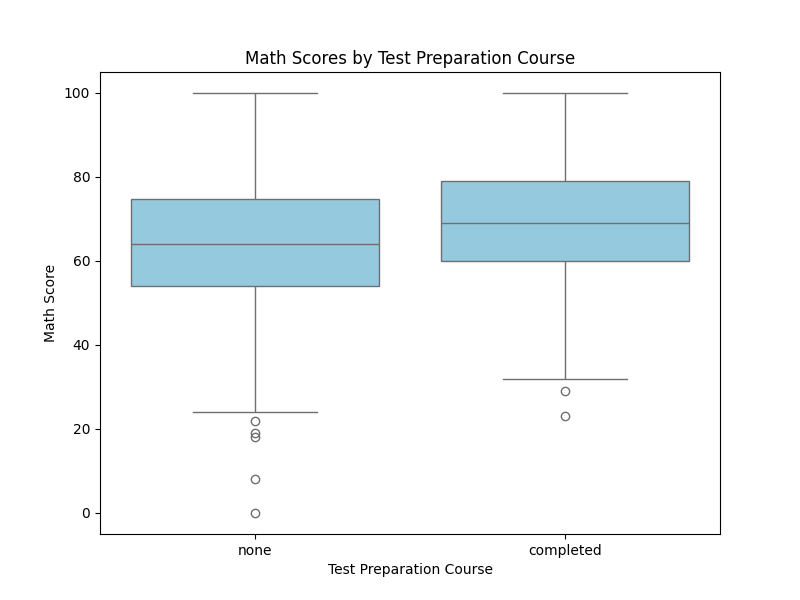 Math Scores by Test Preparation Course
100
80
60
40
20
0
Math Score
none
completed
Test Preparation Course